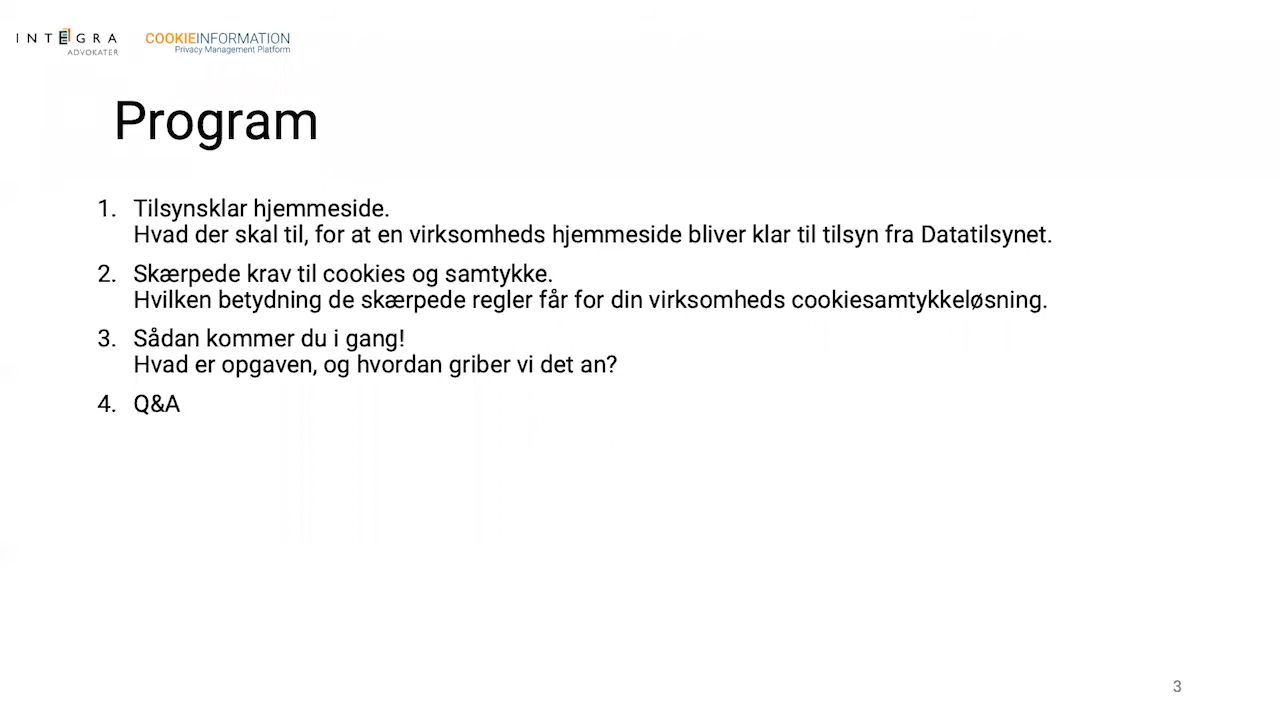 INTEGRA
ADVOKATER
COOKIEINFORMATION
Privacy Management Platform
Program
1. Tilsynsklar hjemmeside.
Hvad der skal til, for at en virksomheds hjemmeside bliver klar til tilsyn fra Datatilsynet.
2. Skærpede krav til cookies og samtykke.
Hvilken betydning de skærpede regler får for din virksomheds cookiesamtykkeløsning.
3. Sådan kommer du i gang!
Hvad er opgaven, og hvordan griber vi det an?
4. Q&A
3